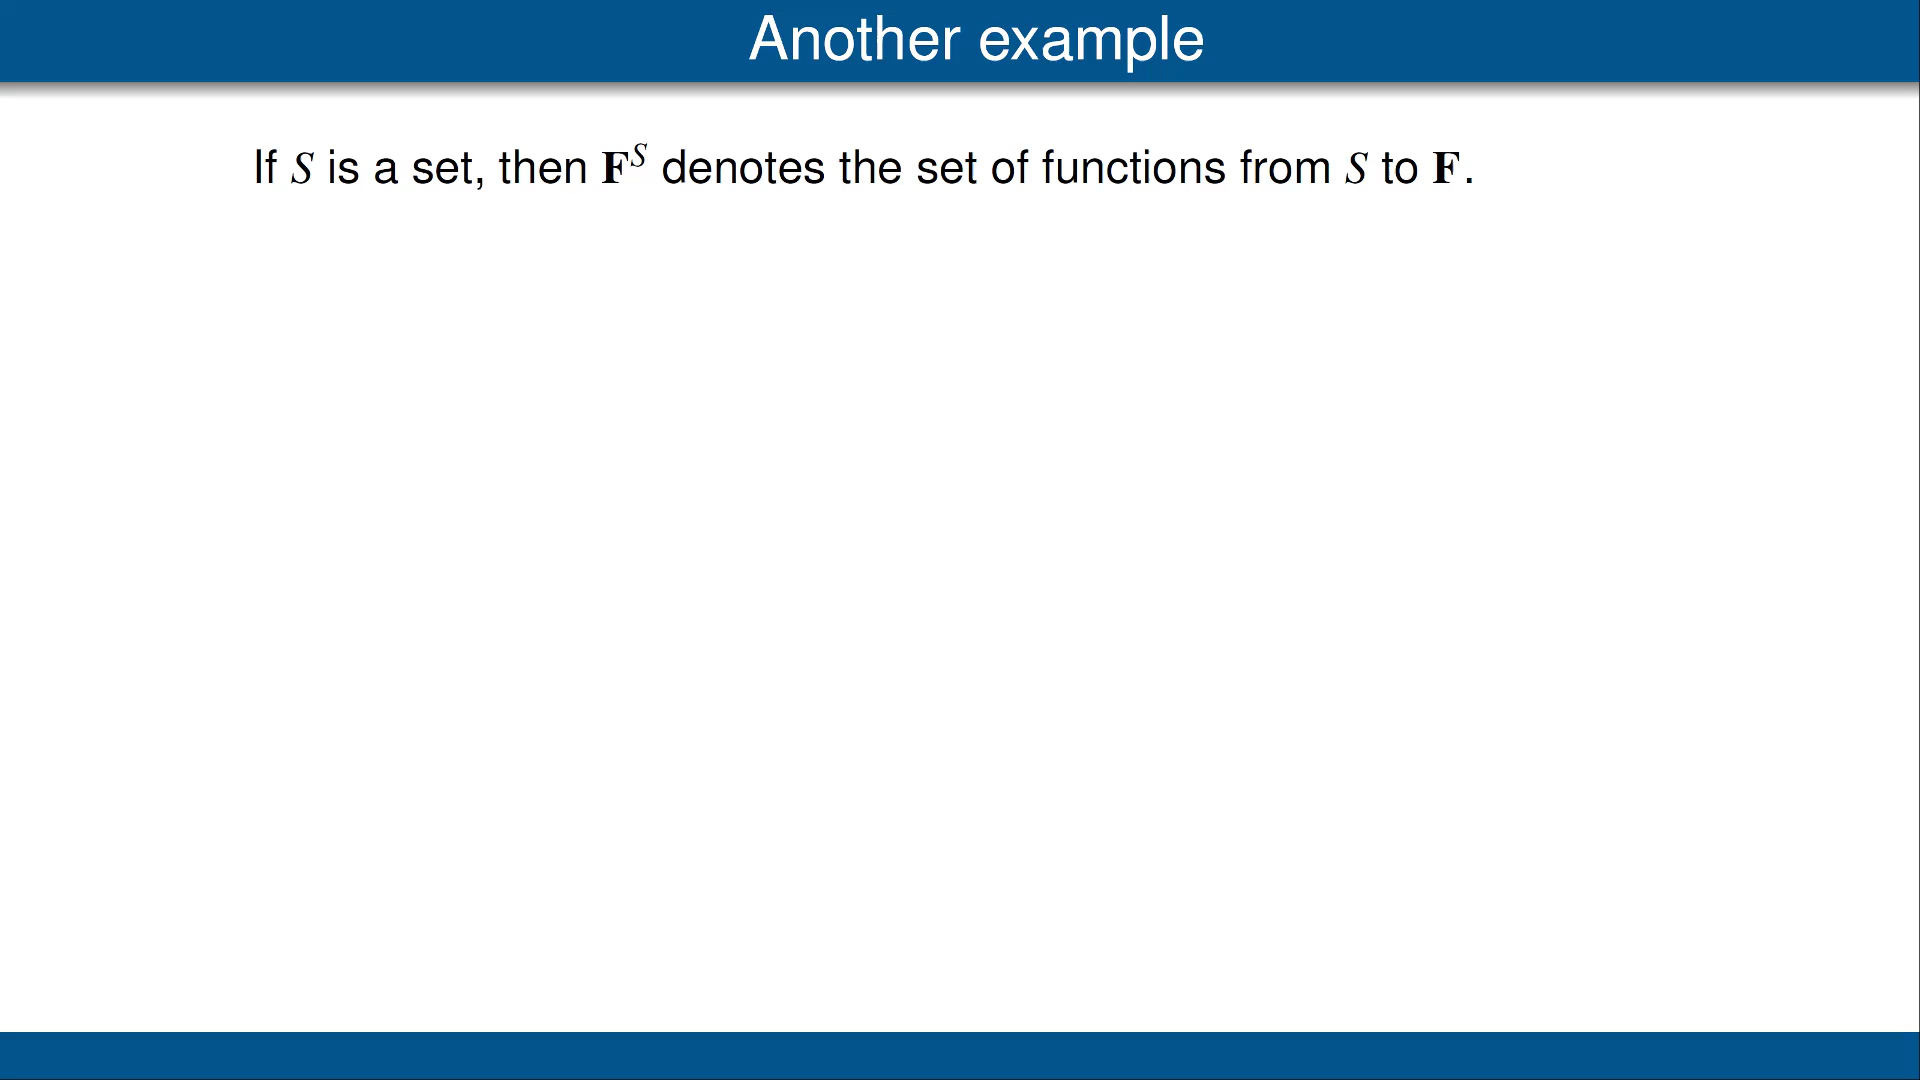 Another example
If S is a set, then F^S denotes the set of functions from S to F.